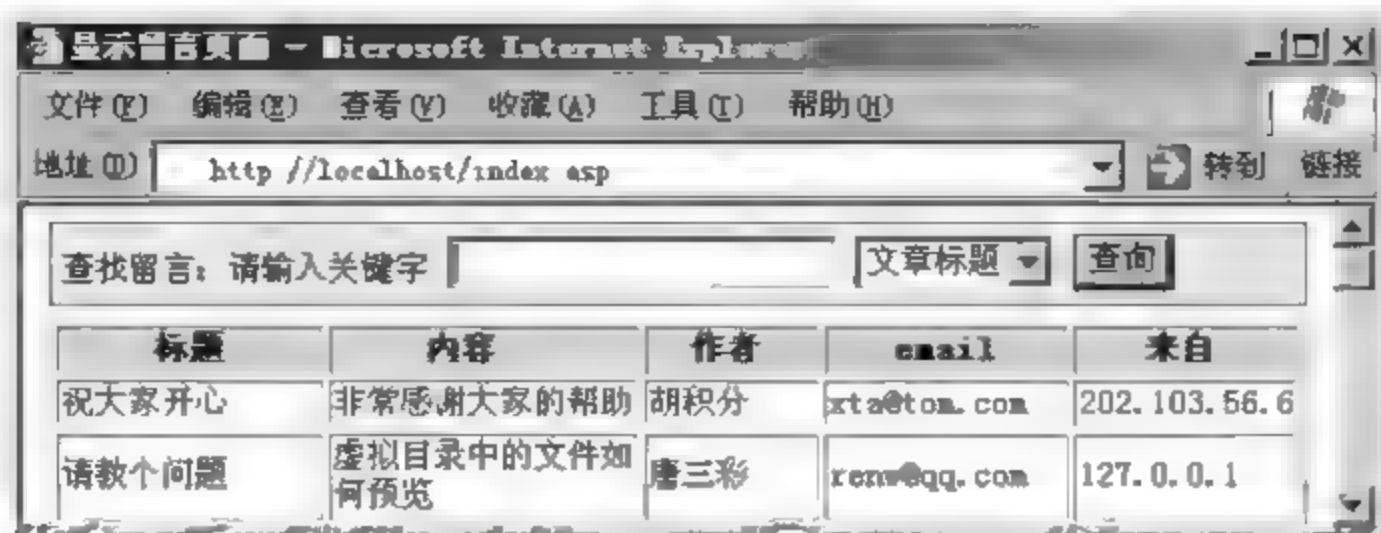 显示留言页面 - Microsoft Internet Explorer
文件(F) 编辑(E) 查看(V) 收藏(A) 工具(T) 帮助(H)
地址(D) http://localhost/index.asp 转到 链接
查找留言：请输入关键字 文章标题 查询
标题 内容 作者 email 来自
祝大家开心 非常感谢大家的帮助 胡积分 xta@tom.com 202.103.56.6
请教个问题 虚拟目录中的文件如 唐三彩 renw@qq.com 127.0.0.1
何预览